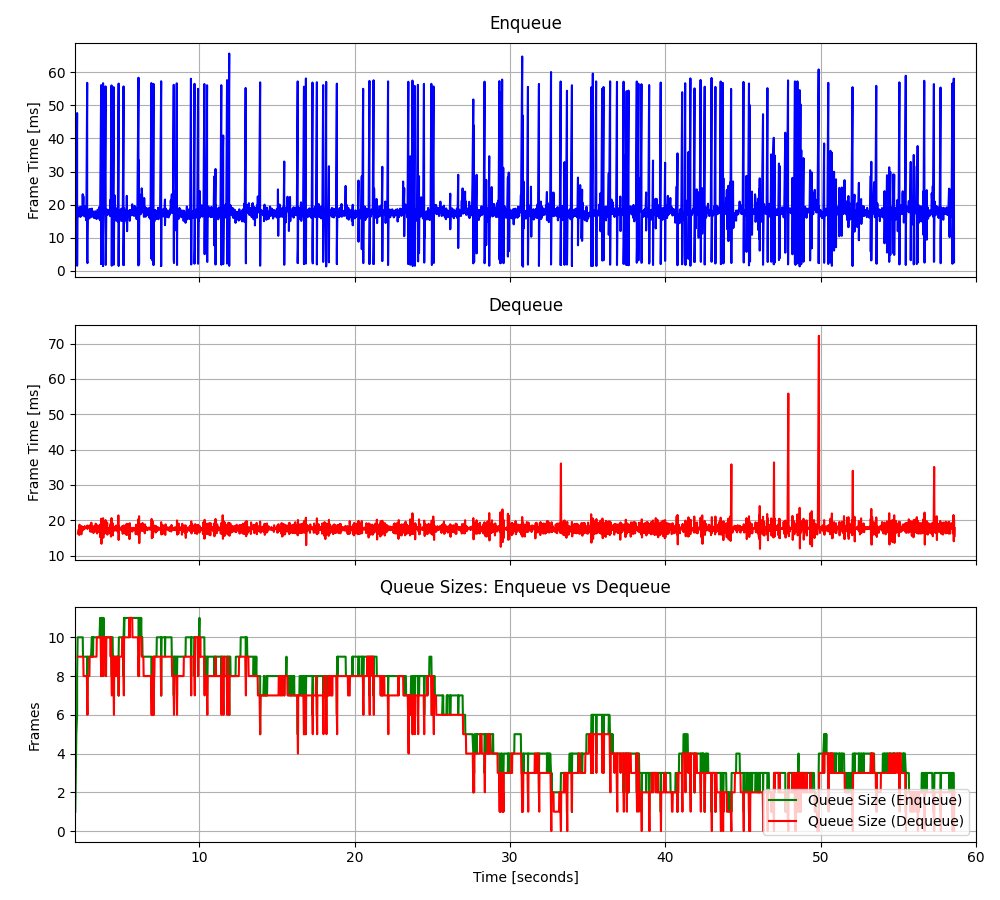 Enqueue
Frame Time [ms]
60
50
40
30
20
10
0
Dequeue
Frame Time [ms]
70
60
50
40
30
20
10
Queue Sizes: Enqueue vs Dequeue
Frames
10
8
6
4
2
0
Queue Size (Enqueue)
Queue Size (Dequeue)
10 20 30 40 50 60
Time [seconds]